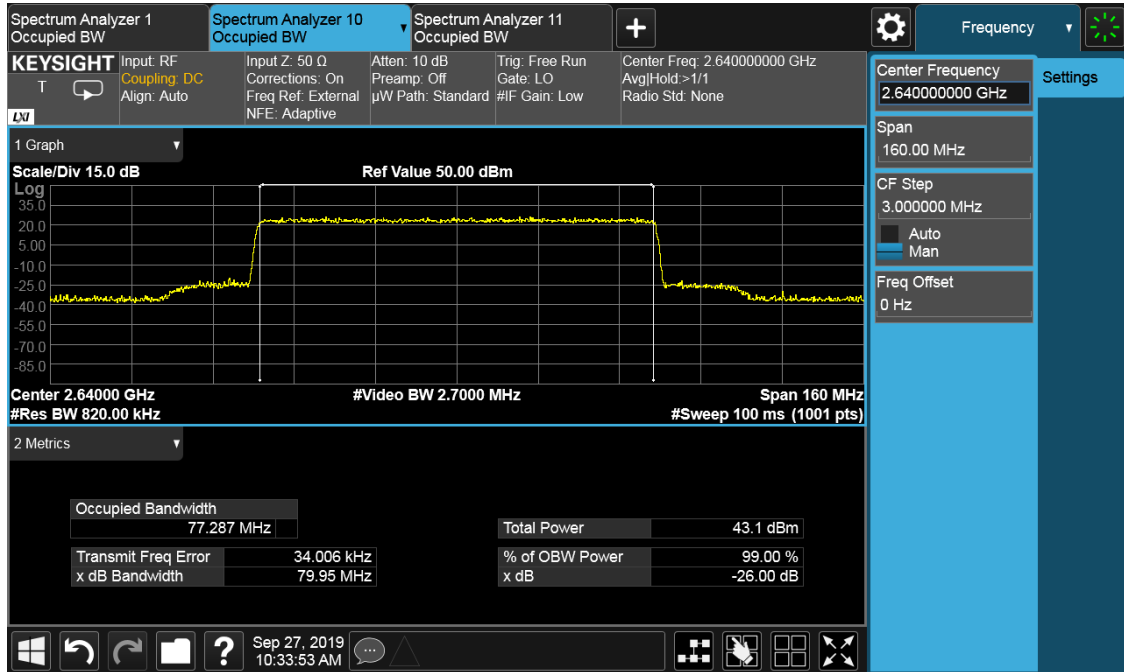 Spectrum Analyzer 1
Occupied BW
Spectrum Analyzer 10
Occupied BW
Spectrum Analyzer 11
Occupied BW
Frequency
KEYSIGHT
T
LXI
Input: RF
Coupling: DC
Align: Auto
Input Z: 50 Ω
Corrections: On
Freq Ref: External
NFE: Adaptive
Atten: 10 dB
Preamp: Off
µW Path: Standard
Trig: Free Run
Gate: LO
#IF Gain: Low
Center Freq: 2.640000000 GHz
Avg|Hold:>1/1
Radio Std: None
Center Frequency
2.640000000 GHz
Settings
Span
160.00 MHz
CF Step
3.000000 MHz
Auto
Man
Freq Offset
0 Hz
1 Graph
Scale/Div 15.0 dB
Ref Value 50.00 dBm
Log
35.0
20.0
5.00
-10.0
-25.0
-40.0
-55.0
-70.0
-85.0
Center 2.64000 GHz
#Video BW 2.7000 MHz
Span 160 MHz
#Res BW 820.00 kHz
#Sweep 100 ms (1001 pts)
2 Metrics
Occupied Bandwidth
77.287 MHz
Total Power 43.1 dBm
Transmit Freq Error 34.006 kHz
% of OBW Power 99.00 %
x dB Bandwidth 79.95 MHz
x dB -26.00 dB
?
Sep 27, 2019
10:33:53 AM